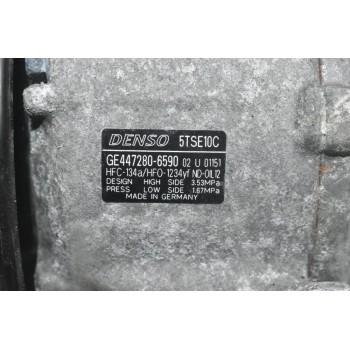 DENSO 5TSE10C
GE447280-6590 02 U 01151
HFC-134a/HFO-1234yf ND-OIL12
DESIGN HIGH SIDE 3.53MPa
PRESS LOW SIDE 1.67MPa
MADE IN GERMANY